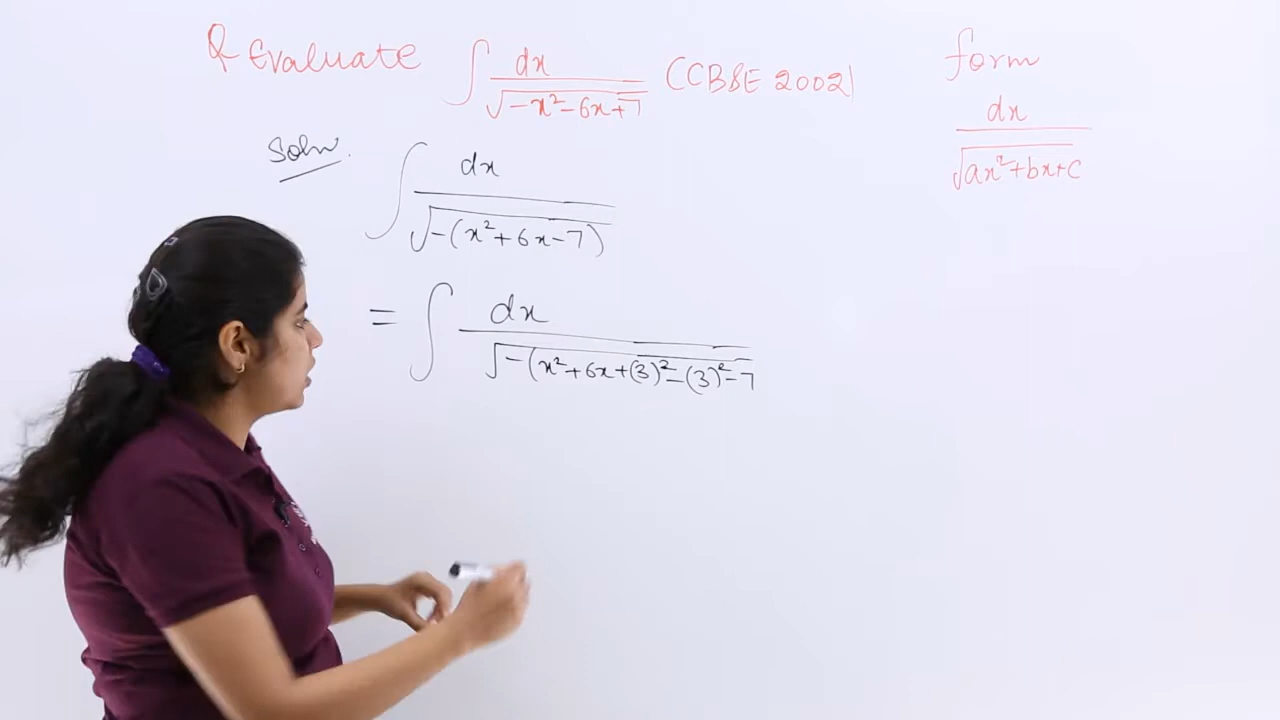 Q Evaluate ∫ dx / √(-x²-6x+7) (CBSE 2002)
form
dx / √(ax²+bx+c)
Soln.
∫ dx / √(-(x²+6x-7))
= ∫ dx / √(-(x²+6x+(3)²-(3)²-7